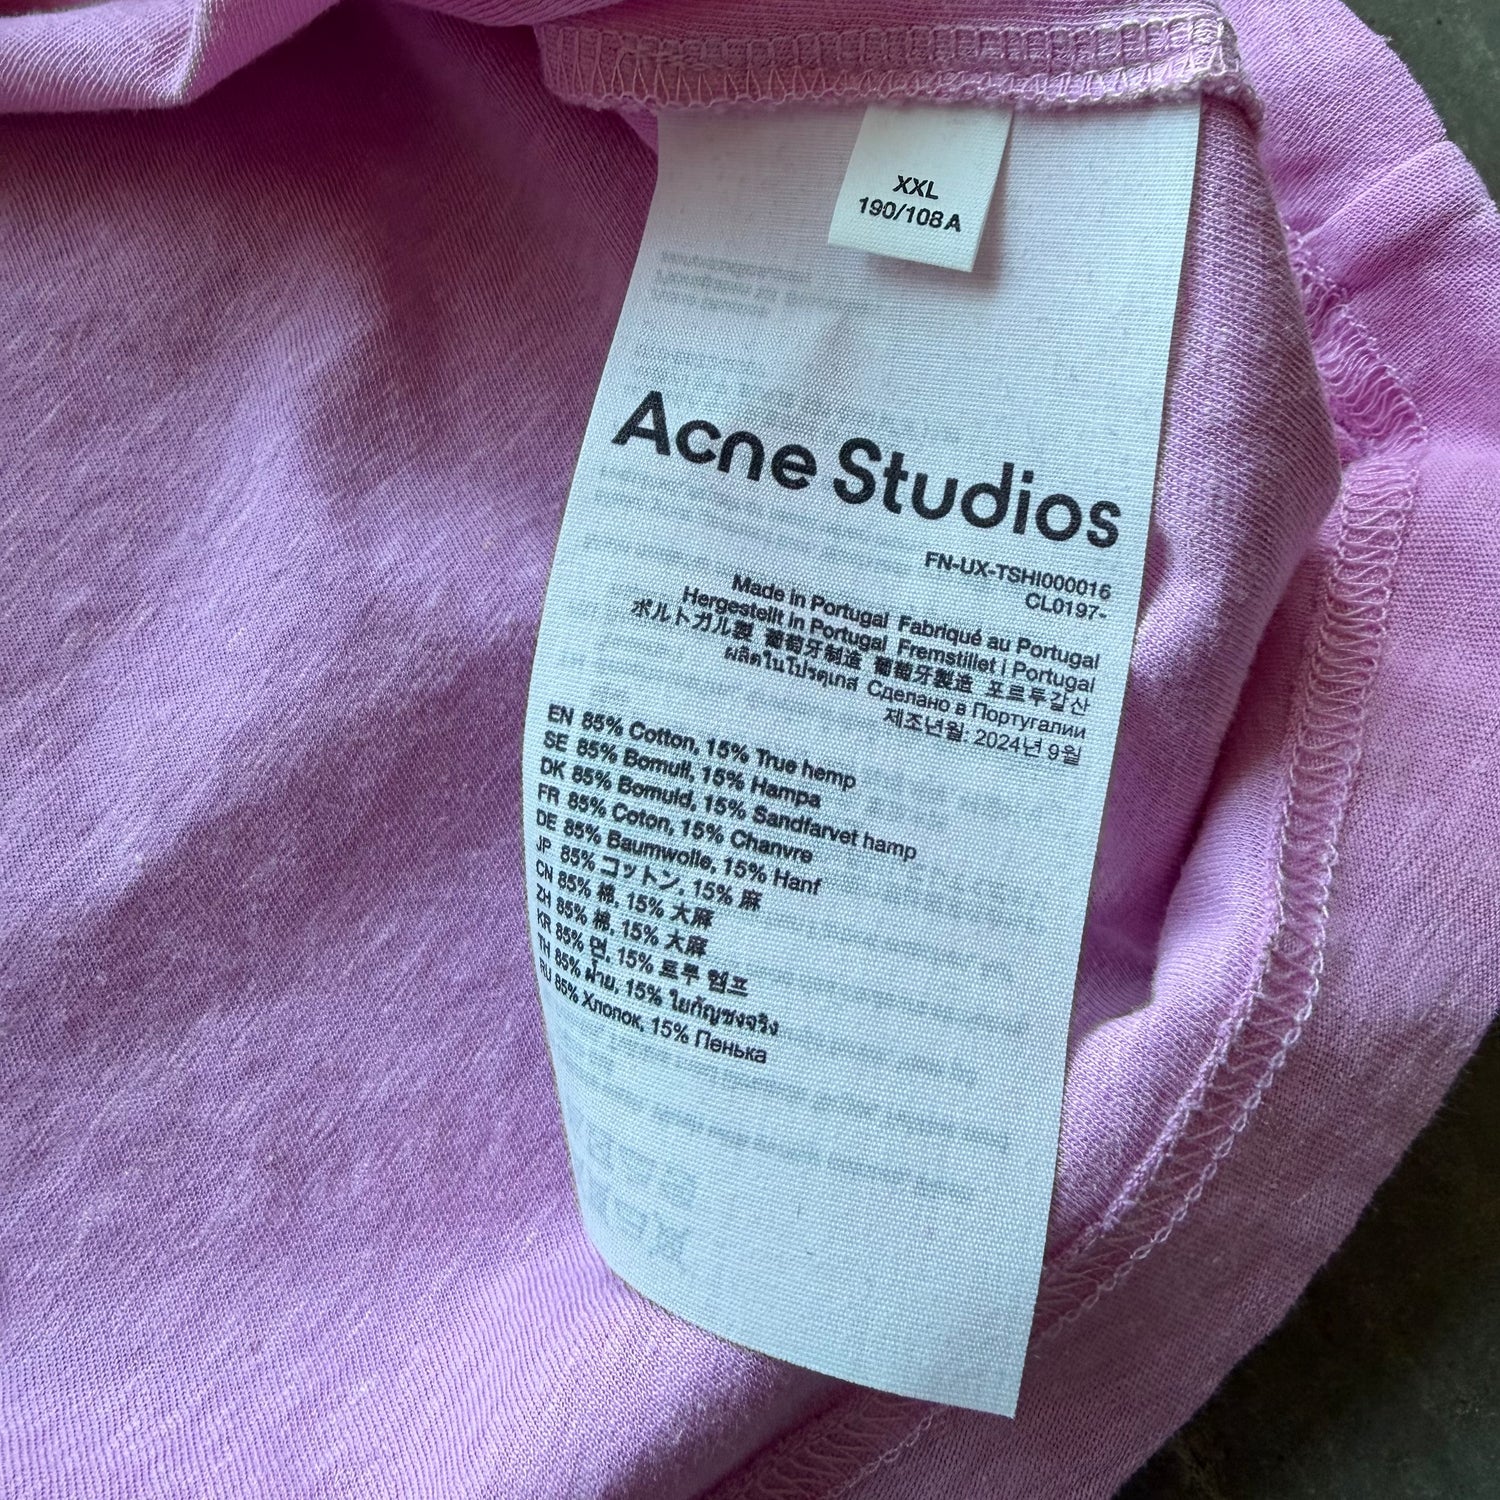 XXL
190/108A
Acne Studios
FN-UX-TSHI000016
CL0197-
Made in Portugal Fabriqué au Portugal
Hergestellt in Portugal Fremstillet i Portugal
ポルトガル製 葡萄牙制造 葡萄牙製造 포르투갈산
ผลิตในโปรตุเกส Сделано в Португалии
제조년월: 2024년 9월
EN 85% Cotton, 15% True hemp
SE 85% Bomull, 15% Hampa
DK 85% Bomuld, 15% Sandfarvet hamp
FR 85% Coton, 15% Chanvre
DE 85% Baumwolle, 15% Hanf
JP 85% コットン, 15% 麻
CN 85% 棉, 15% 大麻
ZH 85% 棉, 15% 大麻
KR 85% 면, 15% 트루 헴프
TH 85% ฝ้าย, 15% ใยกัญชงจริง
RU 85% Хлопок, 15% Пенька